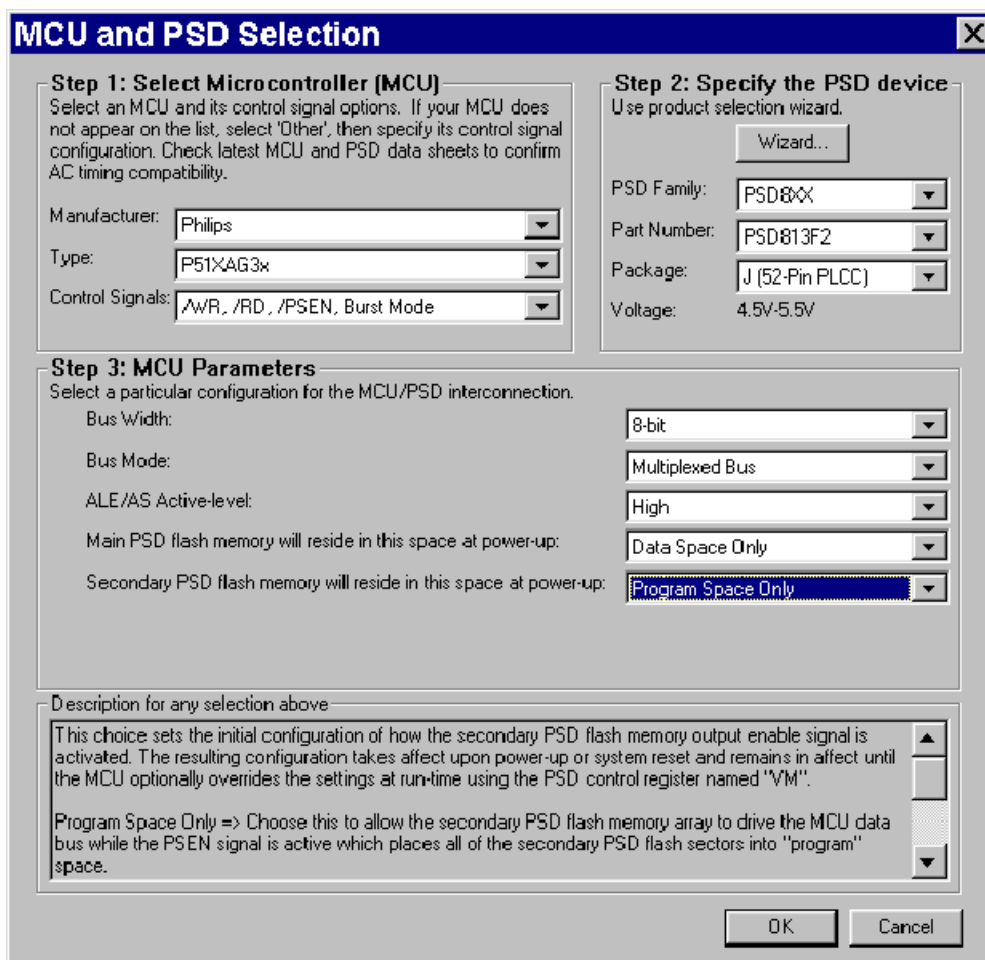 MCU and PSD Selection
Step 1: Select Microcontroller (MCU)
Select an MCU and its control signal options. If your MCU does
not appear on the list, select 'Other', then specify its control signal
configuration. Check latest MCU and PSD data sheets to confirm
AC timing compatibility.
Manufacturer: Philips
Type: P51XAG3x
Control Signals: /WR, /RD, /PSEN, Burst Mode
Step 2: Specify the PSD device
Use product selection wizard.
Wizard...
PSD Family: PSD8XX
Part Number: PSD813F2
Package: J (52-Pin PLCC)
Voltage: 4.5V-5.5V
Step 3: MCU Parameters
Select a particular configuration for the MCU/PSD interconnection.
Bus Width: 8-bit
Bus Mode: Multiplexed Bus
ALE/AS Active-level: High
Main PSD flash memory will reside in this space at power-up: Data Space Only
Secondary PSD flash memory will reside in this space at power-up: Program Space Only
Description for any selection above
This choice sets the initial configuration of how the secondary PSD flash memory output enable signal is
activated. The resulting configuration takes affect upon power-up or system reset and remains in affect until
the MCU optionally overrides the settings at run-time using the PSD control register named "VM".
Program Space Only => Choose this to allow the secondary PSD flash memory array to drive the MCU data
bus while the PSEN signal is active which places all of the secondary PSD flash sectors into "program"
space.
OK
Cancel